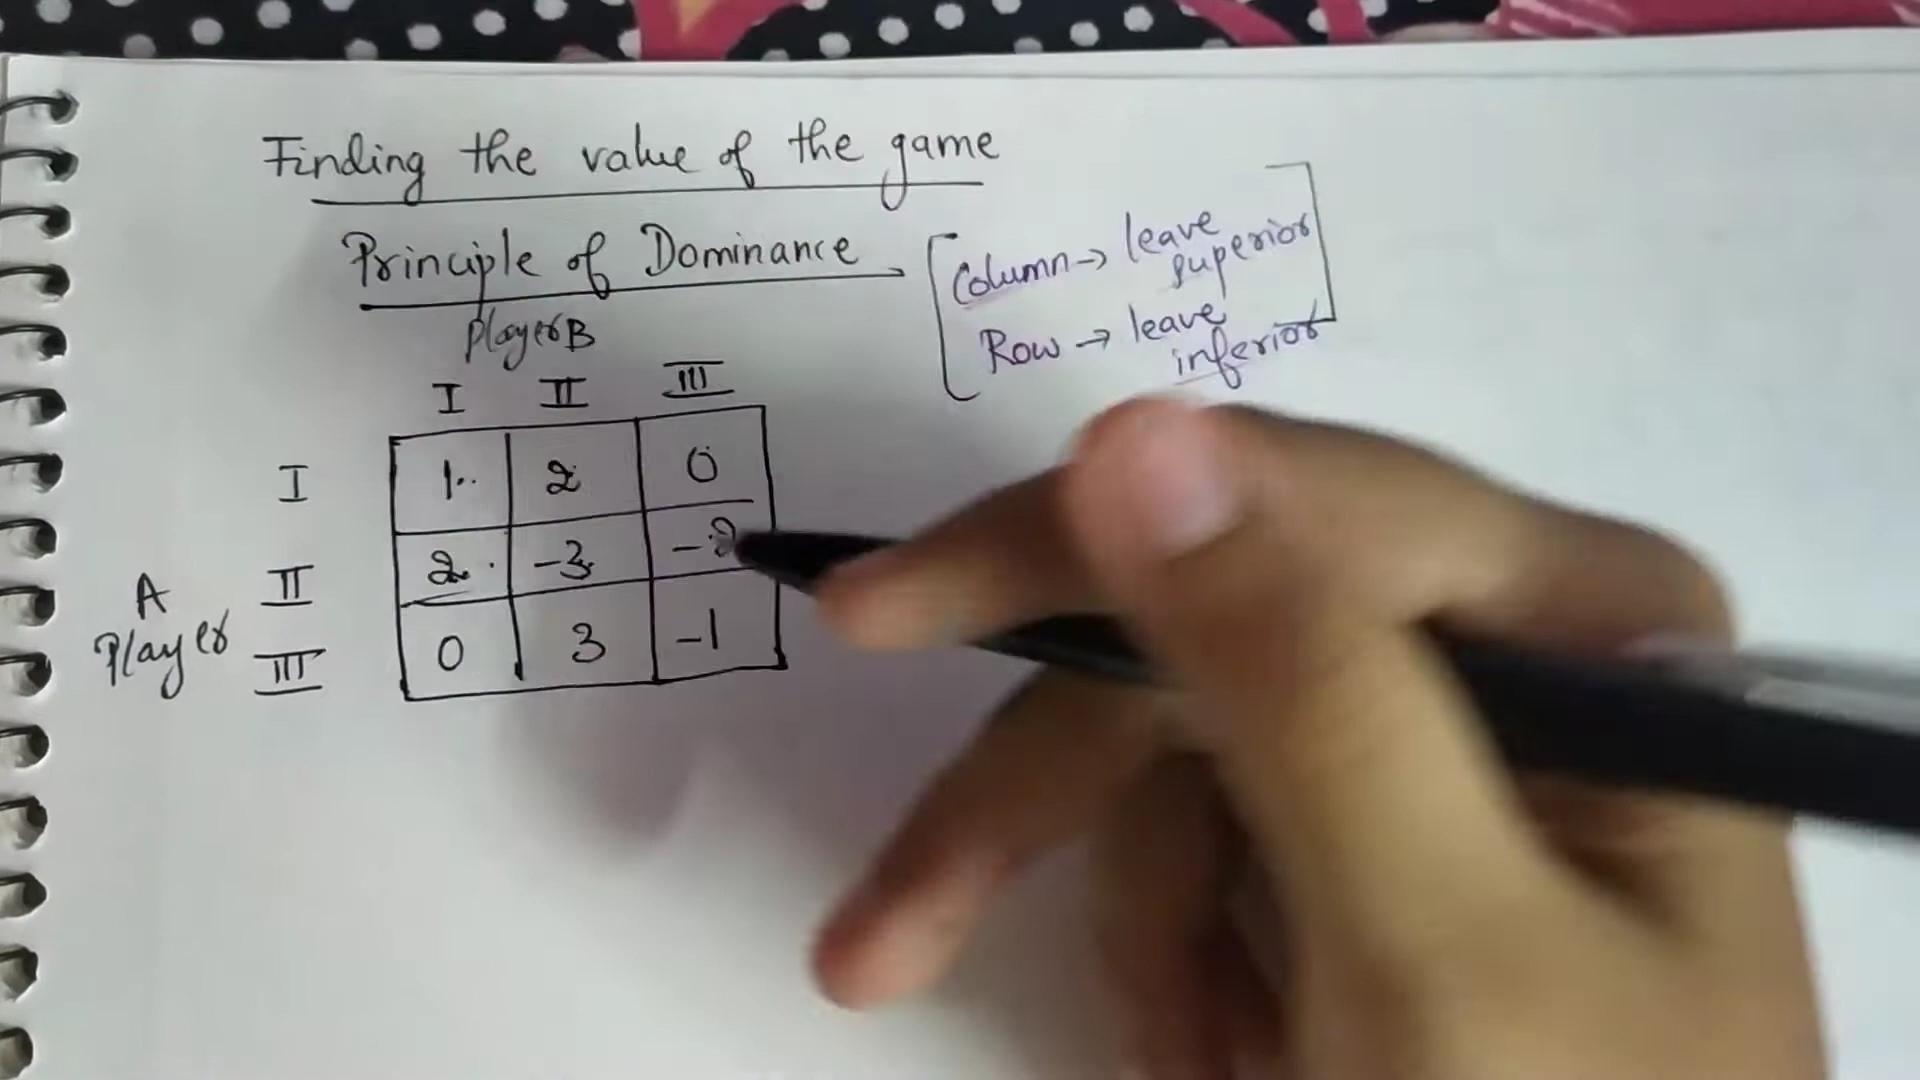 Finding the value of the game
Principle of Dominance
Column → leave superior
Row → leave inferior
Player B
I II III
I 1 2 0
II 2 -3 -2
III 0 3 -1
A
Player